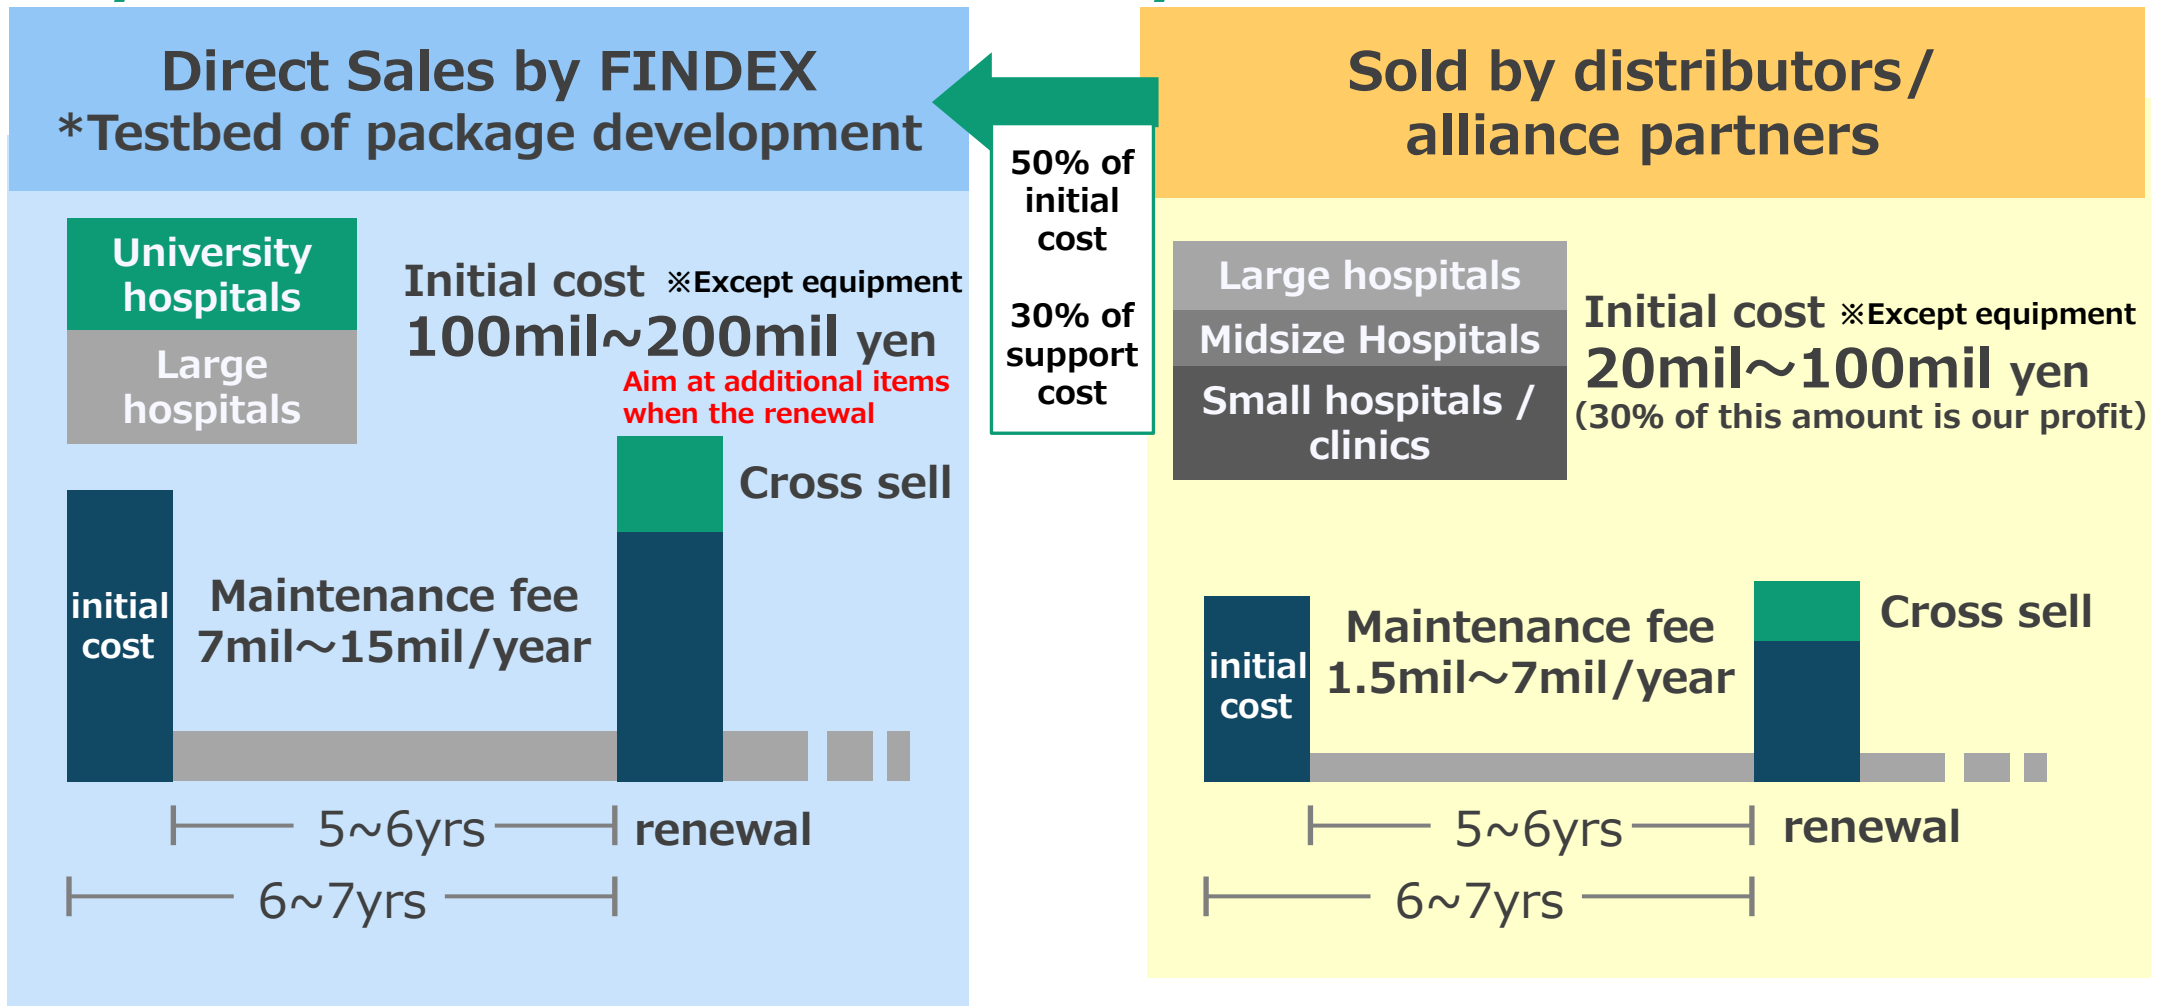 Direct Sales by FINDEX
*Testbed of package development
University
hospitals
Large
hospitals
Initial cost ※Except equipment
100mil~200mil yen
Aim at additional items
when the renewal
Cross sell
initial
cost
Maintenance fee
7mil～15mil/year
5~6yrs
renewal
6~7yrs
50% of
initial
cost
30% of
support
cost
Sold by distributors/
alliance partners
Large hospitals
Midsize Hospitals
Small hospitals /
clinics
Initial cost ※Except equipment
20mil～100mil yen
(30% of this amount is our profit)
Cross sell
initial
cost
Maintenance fee
1.5mil～7mil/year
5~6yrs
renewal
6~7yrs